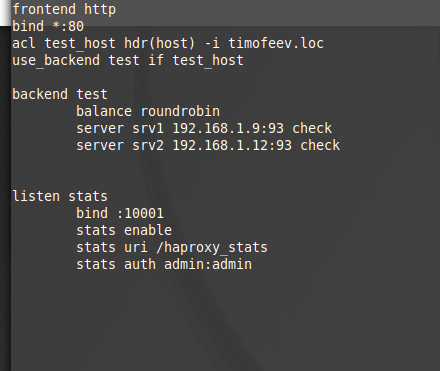 frontend http
bind *:80
acl test_host hdr(host) -i timofeev.loc
use_backend test if test_host
backend test
balance roundrobin
server srv1 192.168.1.9:93 check
server srv2 192.168.1.12:93 check
listen stats
bind :10001
stats enable
stats uri /haproxy_stats
stats auth admin:admin